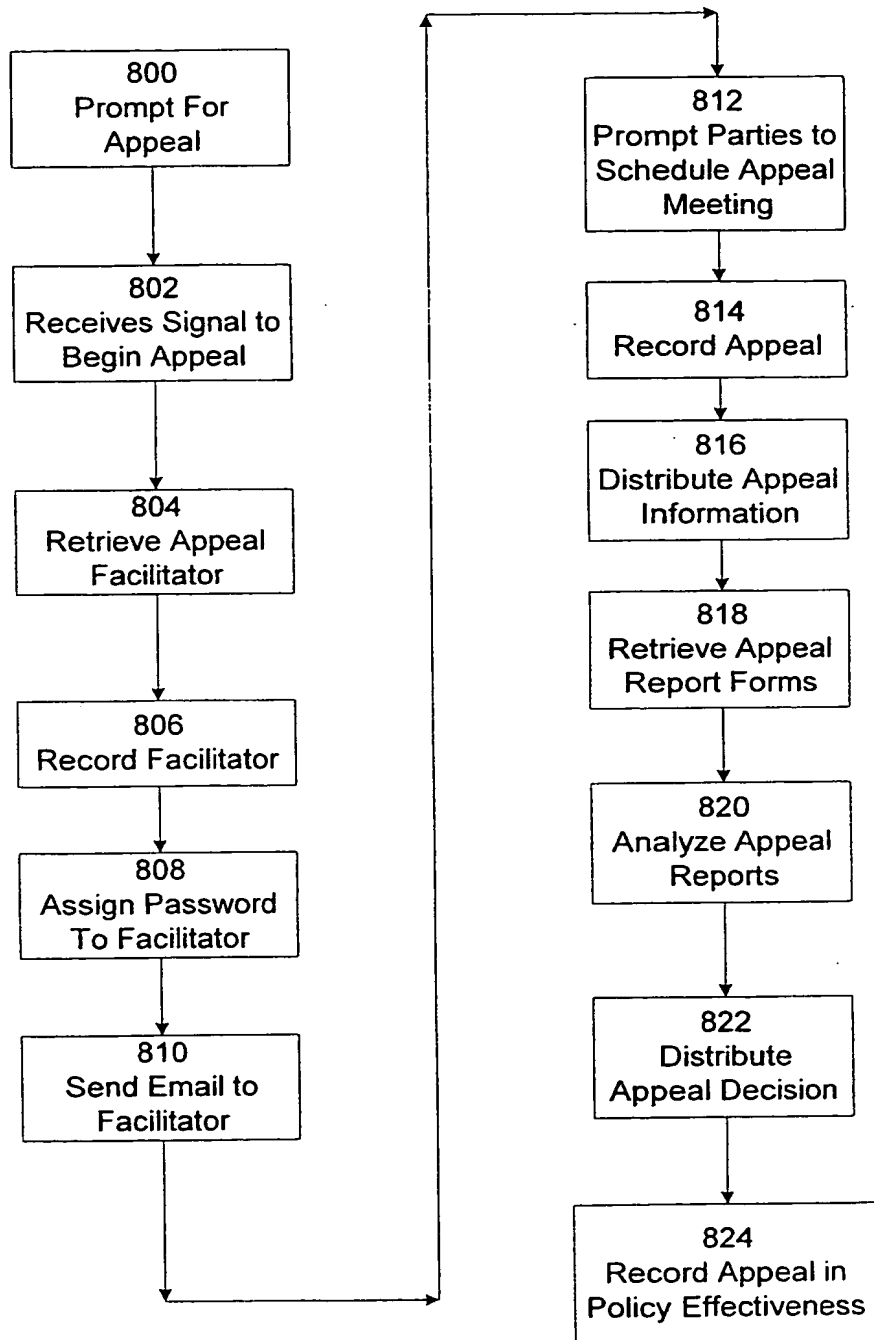 800
Prompt For
Appeal
802
Receives Signal to
Begin Appeal
804
Retrieve Appeal
Facilitator
806
Record Facilitator
808
Assign Password
To Facilitator
810
Send Email to
Facilitator
812
Prompt Parties to
Schedule Appeal
Meeting
814
Record Appeal
816
Distribute Appeal
Information
818
Retrieve Appeal
Report Forms
820
Analyze Appeal
Reports
822
Distribute
Appeal Decision
824
Record Appeal in
Policy Effectiveness